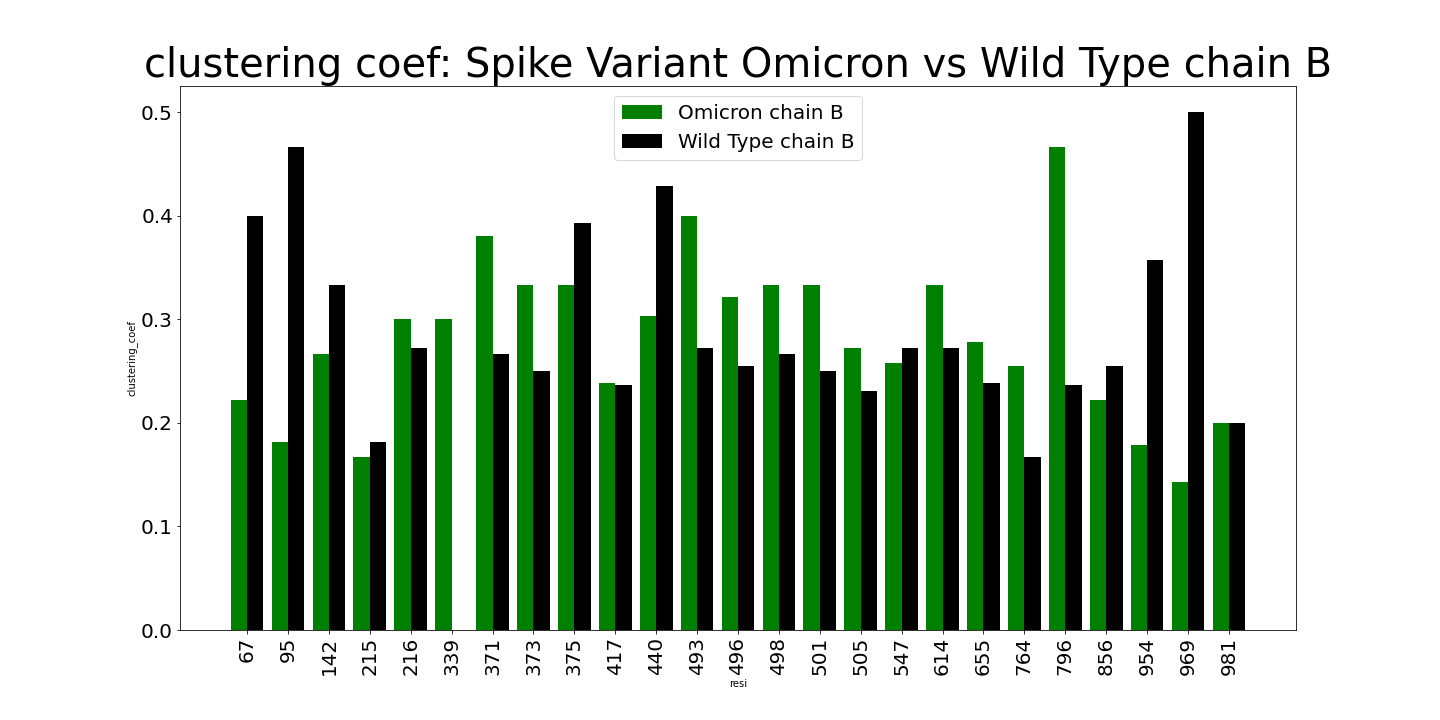 clustering coef: Spike Variant Omicron vs Wild Type chain B
Omicron chain B
Wild Type chain B
clustering_coef
0.5
0.4
0.3
0.2
0.1
0.0
67 95 142 215 216 339 371 373 375 417 440 493 496 498 501 505 547 614 655 764 796 856 954 969 981
resi